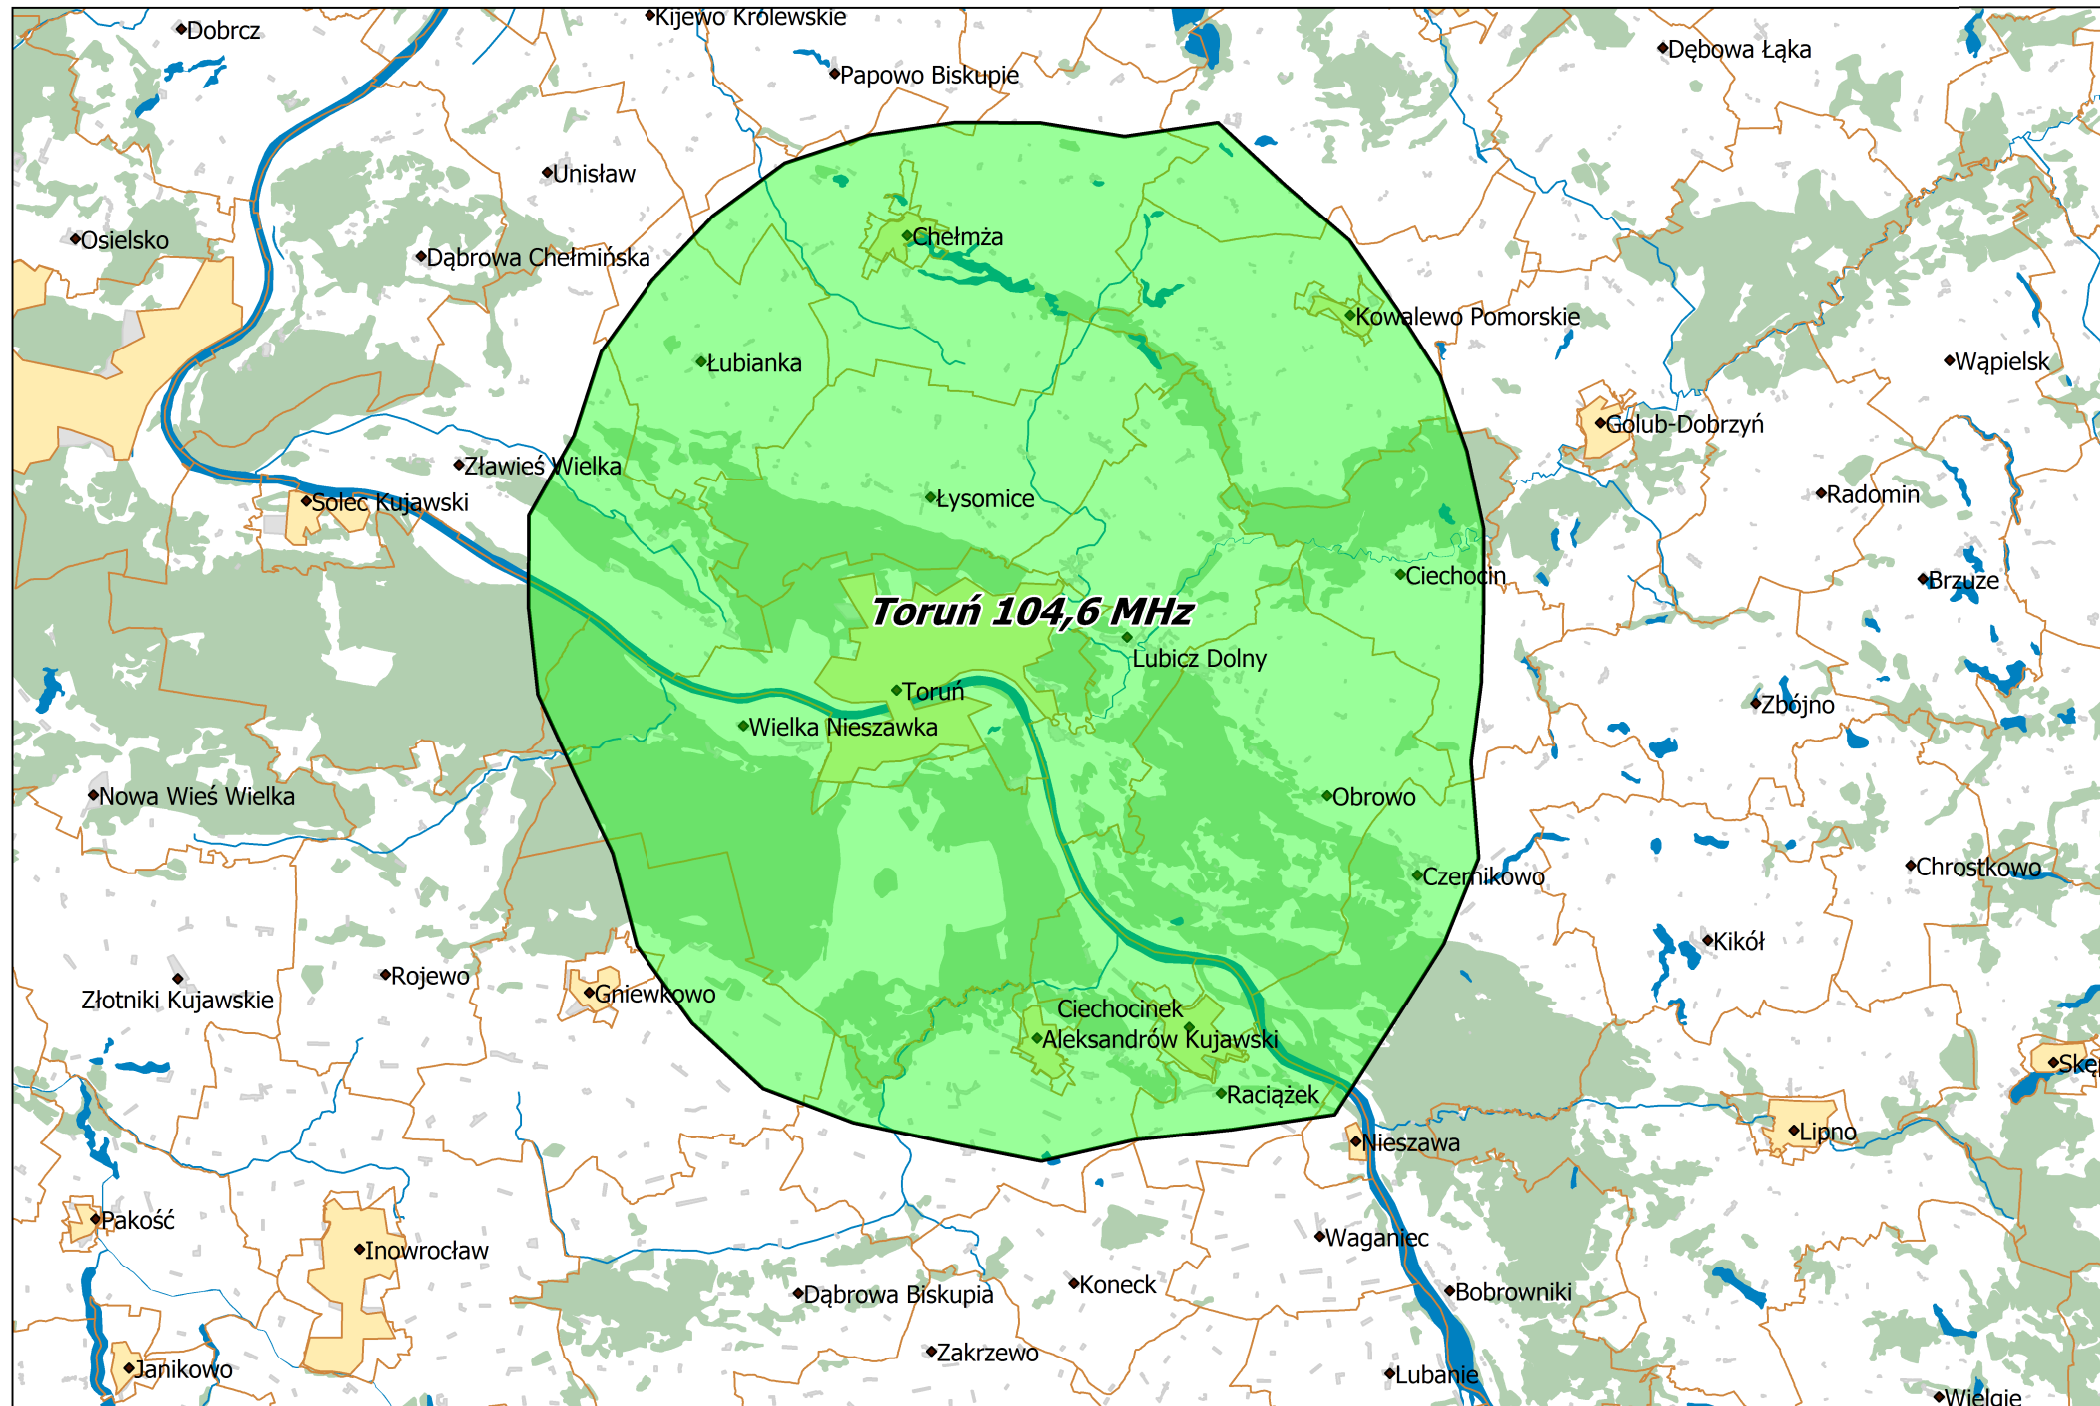 Kijewo Królewskie
Dobrcz
Dębowa Łąka
Papowo Biskupie
Unisław
Osielsko
Chełmża
Dąbrowa Chełmińska
Kowalewo Pomorskie
Łubianka
Wąpielsk
Golub-Dobrzyń
Zławieś Wielka
Radomin
Łysomice
Solec Kujawski
Ciechocin
Brzuze
Toruń 104,6 MHz
Lubicz Dolny
Toruń
Zbójno
Wielka Nieszawka
Nowa Wieś Wielka
Obrowo
Chrostkowo
Czernikowo
Kikół
Rojewo
Gniewkowo
Złotniki Kujawskie
Ciechocinek
Aleksandrów Kujawski
Skę
Raciążek
Lipno
Nieszawa
Pakość
Waganiec
Inowrocław
Koneck
Bobrowniki
Dąbrowa Biskupia
Zakrzewo
Janikowo
Lubanie
Wielgie